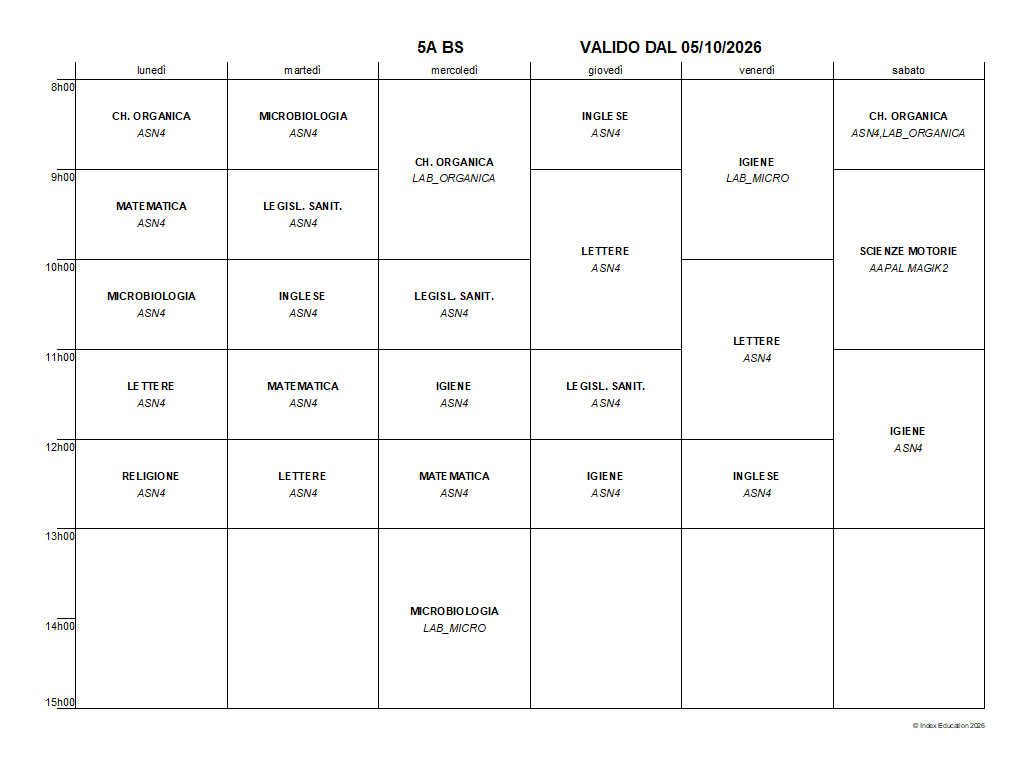 5A BS VALIDO DAL 05/10/2026
lunedì martedì mercoledì giovedì venerdì sabato
8h00
CH. ORGANICA MICROBIOLOGIA INGLESE CH. ORGANICA
ASN4 ASN4 ASN4 ASN4,LAB_ORGANICA
CH. ORGANICA IGIENE
LAB_ORGANICA LAB_MICRO
9h00
MATEMATICA LEGISL. SANIT.
ASN4 ASN4
LETTERE SCIENZE MOTORIE
ASN4 AAPAL MAGIK2
10h00
MICROBIOLOGIA INGLESE LEGISL. SANIT.
ASN4 ASN4 ASN4
LETTERE
ASN4
11h00
LETTERE MATEMATICA IGIENE LEGISL. SANIT.
ASN4 ASN4 ASN4 ASN4
IGIENE
ASN4
12h00
RELIGIONE LETTERE MATEMATICA IGIENE INGLESE
ASN4 ASN4 ASN4 ASN4 ASN4
13h00
MICROBIOLOGIA
LAB_MICRO
14h00
15h00
© Index Education 2026